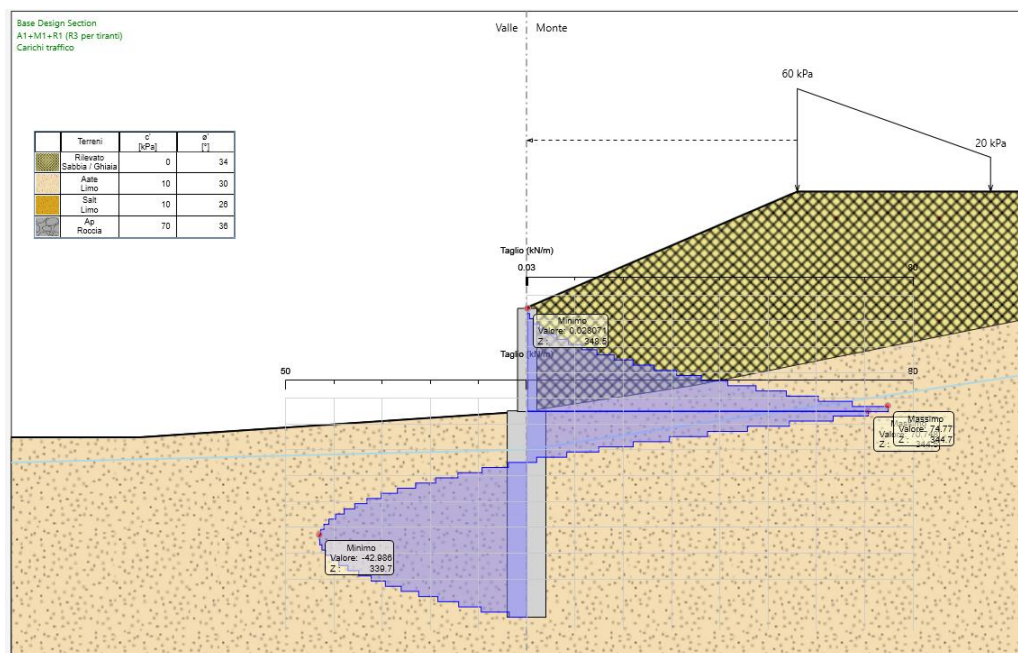 Base Design Section
A1+M1+R1 (R3 per tiranti)
Carichi traffico
Valle
Monte
60 kPa
20 kPa
Terreni
c'
[kPa]
ø'
[°]
Rilevato
Sabbia / Ghiaia
0
34
Aate
Limo
10
30
Salt
Limo
10
26
Ap
Roccia
70
36
Taglio (kN/m)
0.03
80
Minimo
Valore: 0.028071
Z : 348.5
Taglio (kN/m)
50
80
Massimo
Valore: 74.77
Z : 344.7
Minimo
Valore: -42.986
Z : 339.7